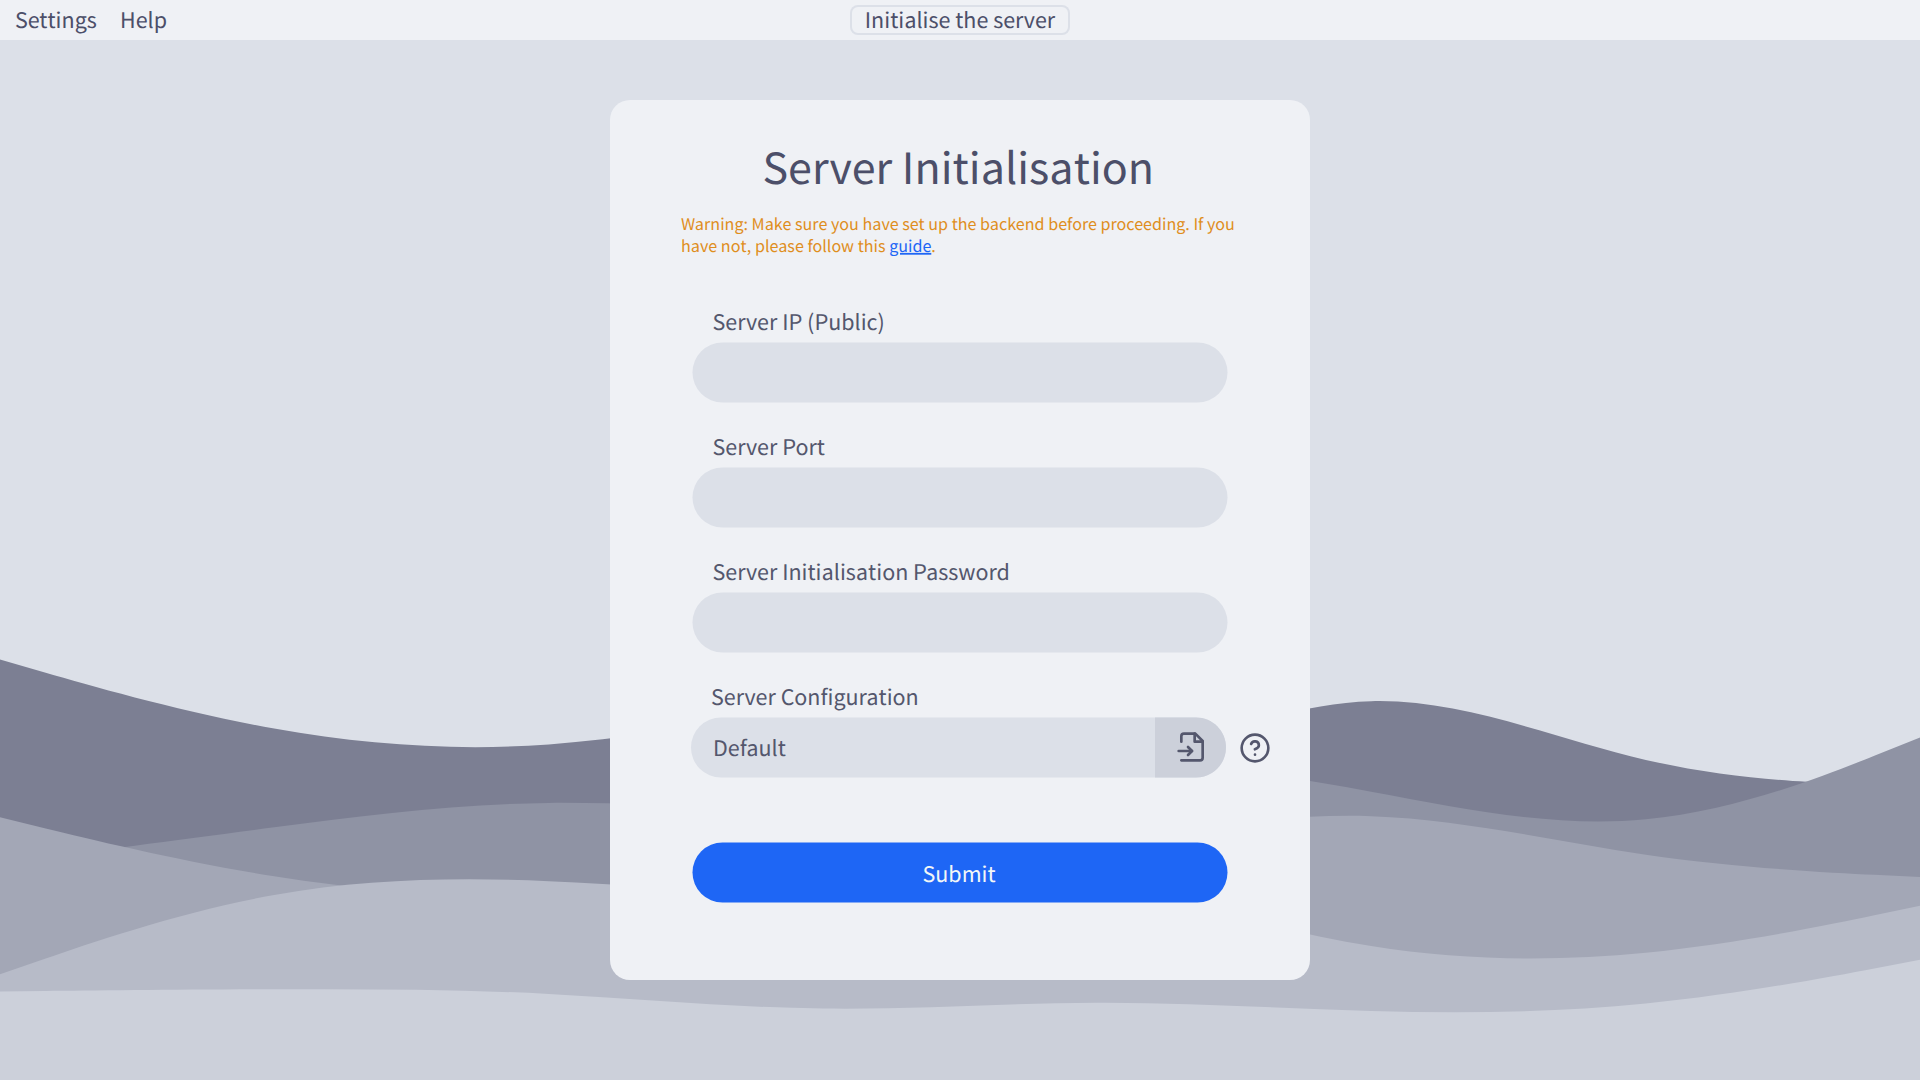 Settings Help Initialise the server
Server Initialisation
Warning: Make sure you have set up the backend before proceeding. If you
have not, please follow this guide.
Server IP (Public)
Server Port
Server Initialisation Password
Server Configuration
Default
Submit